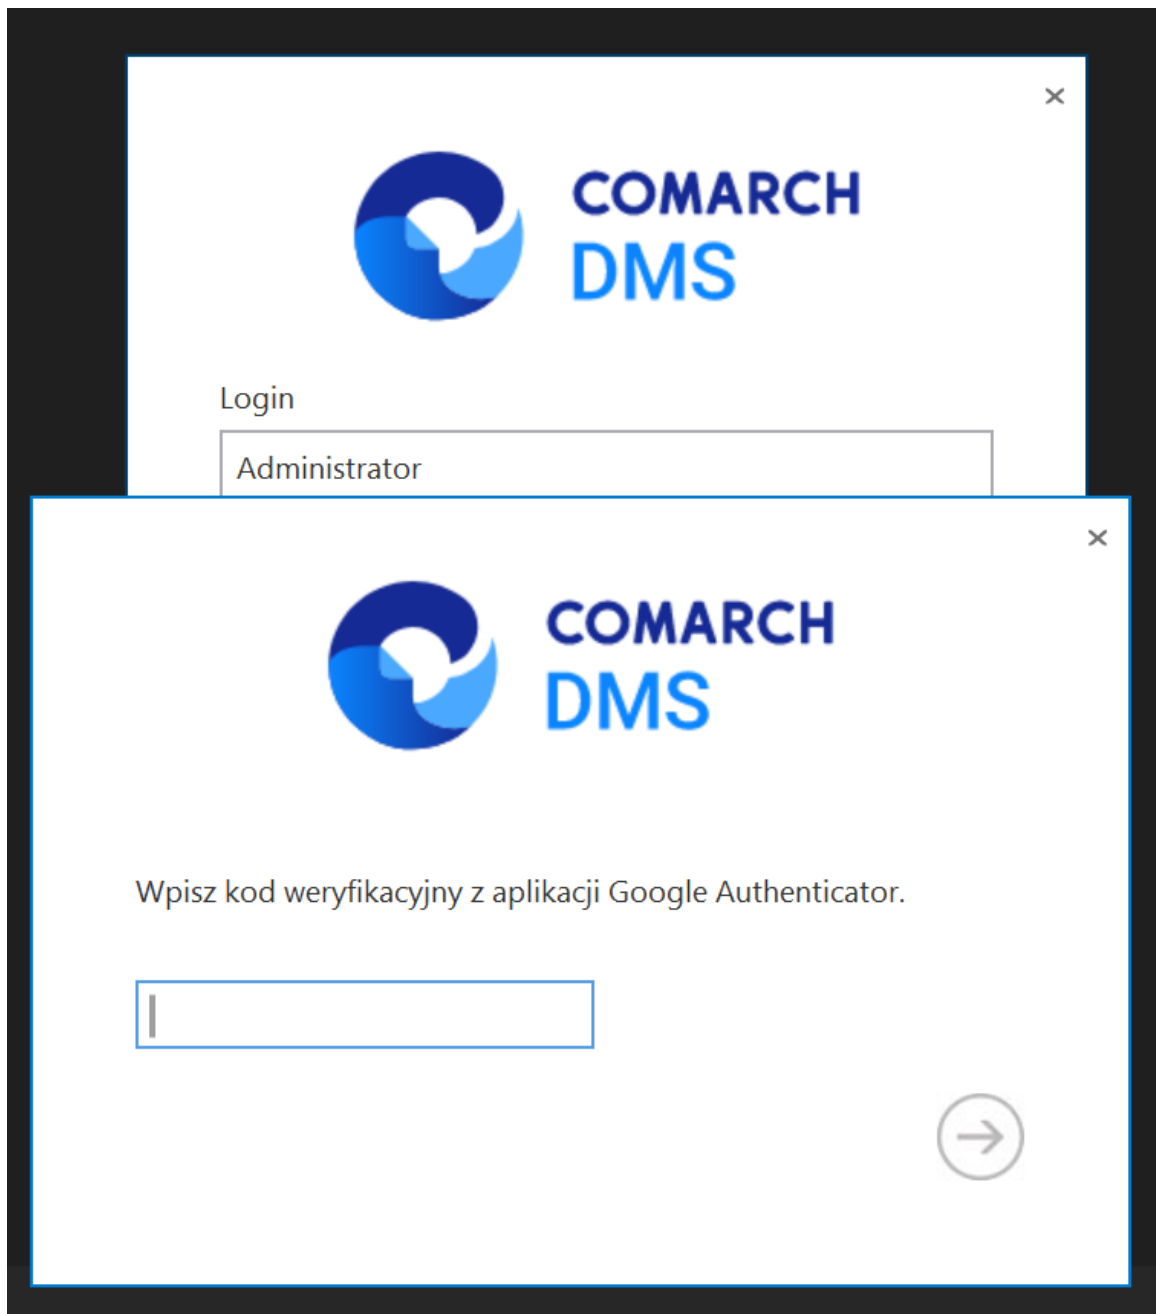 COMARCH
DMS
Login
Administrator
COMARCH
DMS
Wpisz kod weryfikacyjny z aplikacji Google Authenticator.